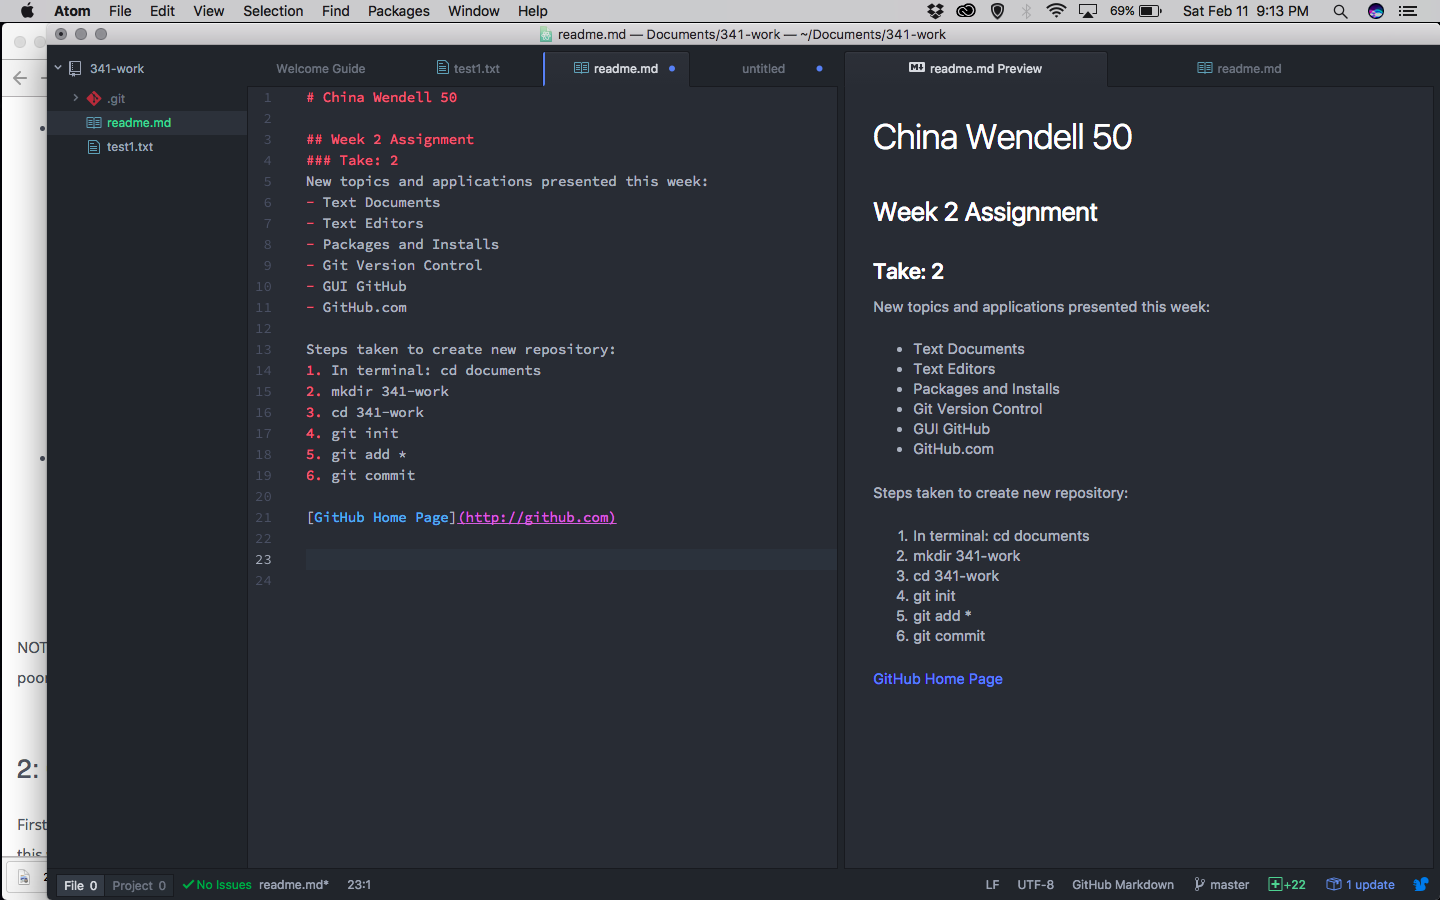 Atom File Edit View Selection Find Packages Window Help 69% Sat Feb 11 9:13 PM
readme.md — Documents/341-work — ~/Documents/341-work
341-work
.git
readme.md
test1.txt
Welcome Guide test1.txt readme.md untitled
1 # China Wendell 50
2
3 ## Week 2 Assignment
4 ### Take: 2
5 New topics and applications presented this week:
6 - Text Documents
7 - Text Editors
8 - Packages and Installs
9 - Git Version Control
10 - GUI GitHub
11 - GitHub.com
12
13 Steps taken to create new repository:
14 1. In terminal: cd documents
15 2. mkdir 341-work
16 3. cd 341-work
17 4. git init
18 5. git add *
19 6. git commit
20
21 [GitHub Home Page](http://github.com)
22
23
24
readme.md Preview readme.md
China Wendell 50
Week 2 Assignment
Take: 2
New topics and applications presented this week:
• Text Documents
• Text Editors
• Packages and Installs
• Git Version Control
• GUI GitHub
• GitHub.com
Steps taken to create new repository:
1. In terminal: cd documents
2. mkdir 341-work
3. cd 341-work
4. git init
5. git add *
6. git commit
GitHub Home Page
NOT
poor
2:
First
this
2
File 0 Project 0 No Issues readme.md* 23:1 LF UTF-8 GitHub Markdown master +22 1 update